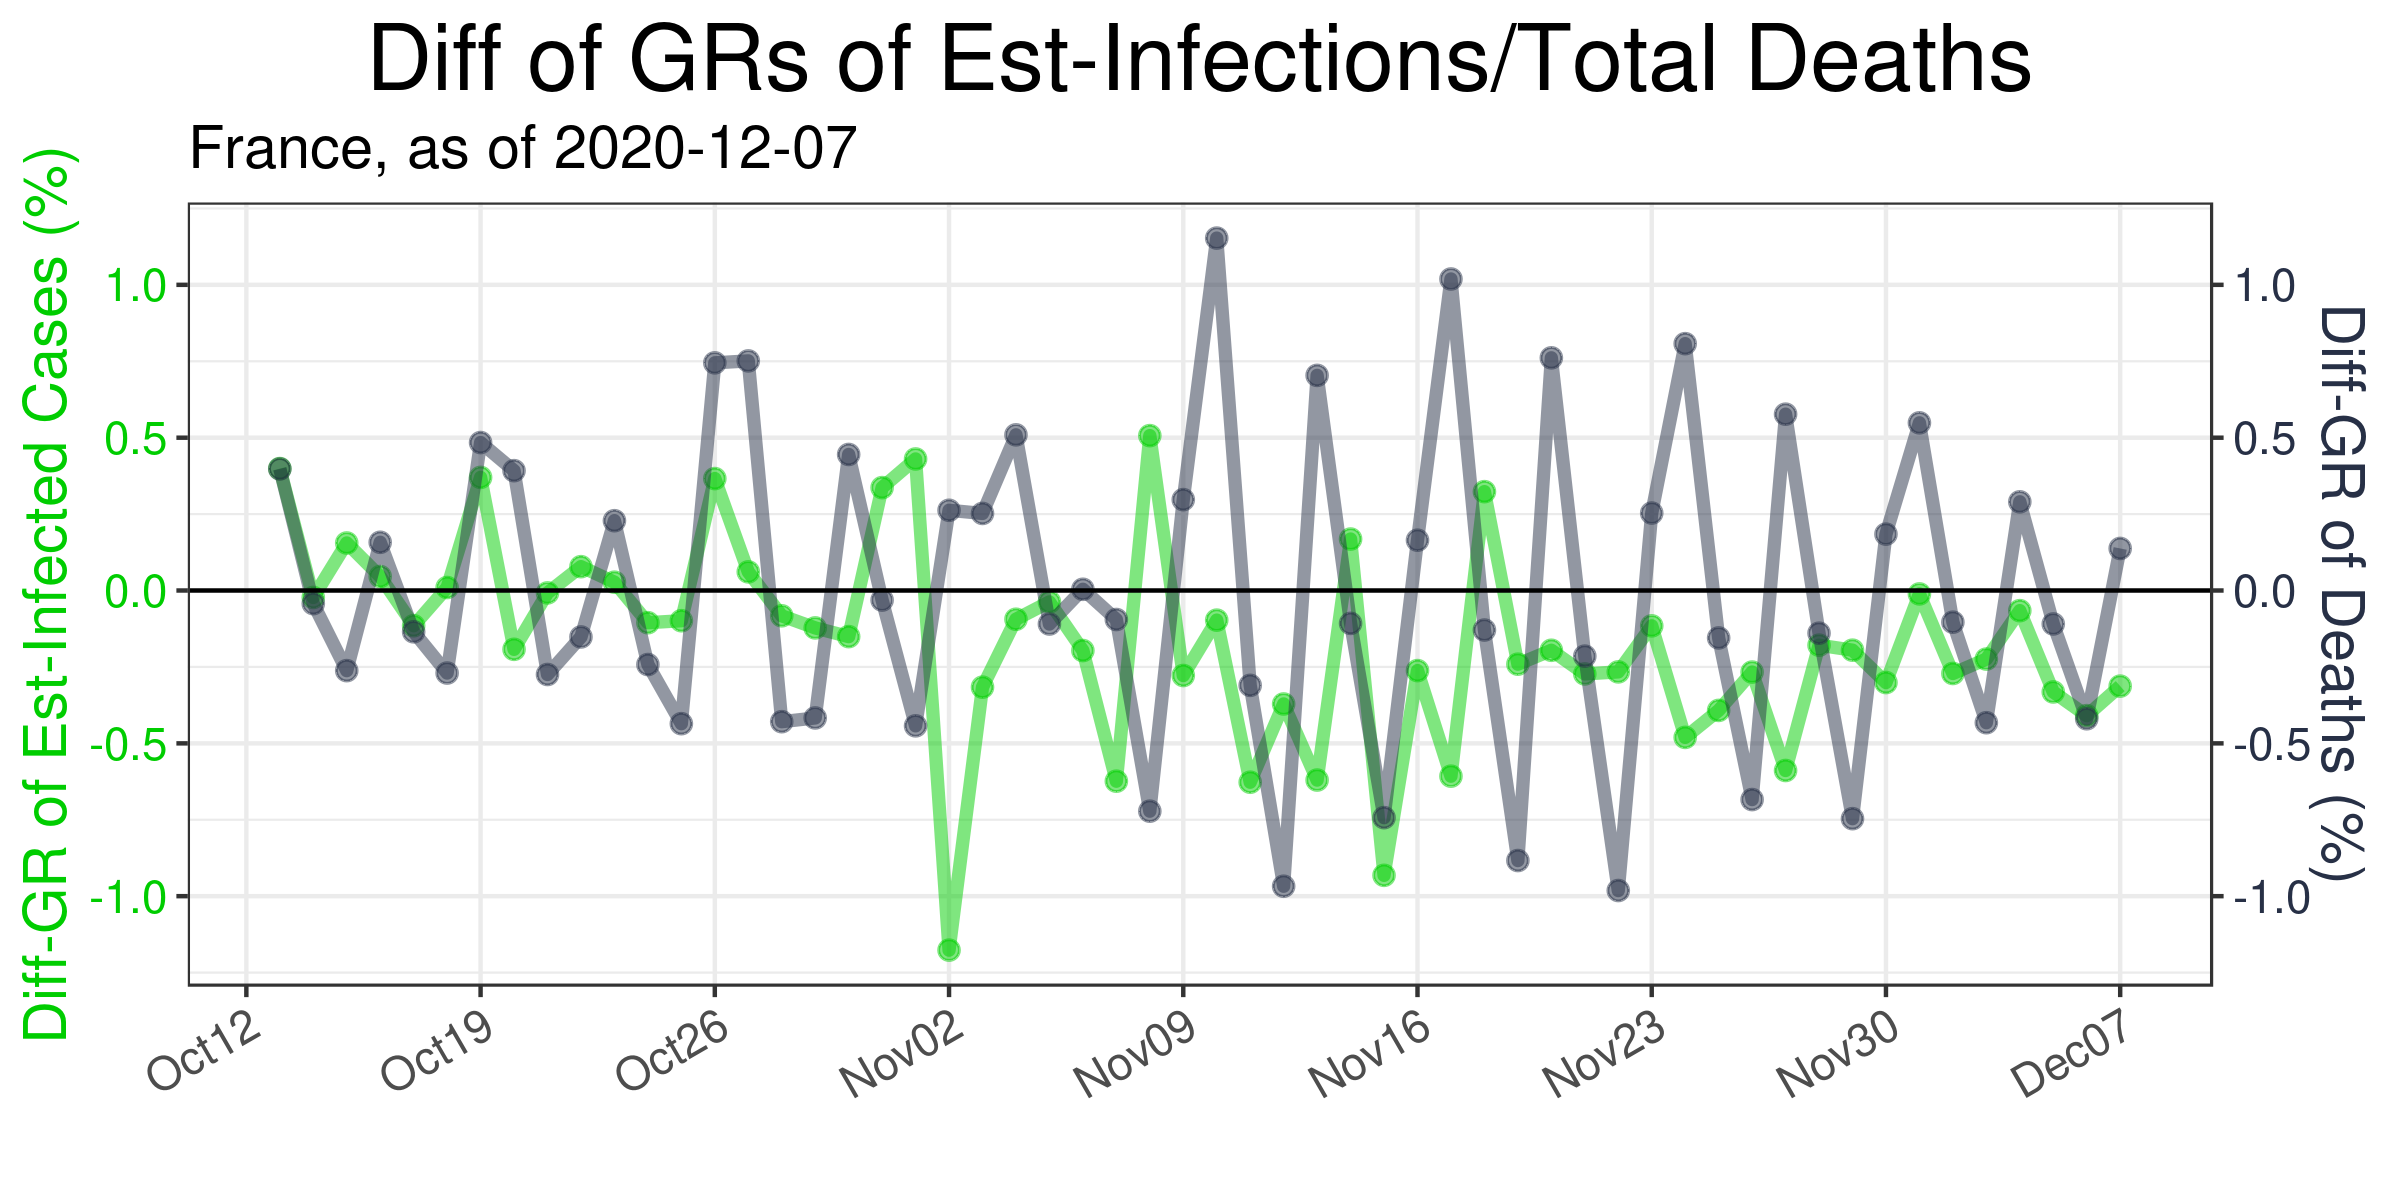 Diff of GRs of Est-Infections/Total Deaths
France, as of 2020-12-07
Diff-GR of Est-Infected Cases (%)
1.0
0.5
0.0
-0.5
-1.0
1.0
0.5
0.0
-0.5
-1.0
Diff-GR of Deaths (%)
Oct12
Oct19
Oct26
Nov02
Nov09
Nov16
Nov23
Nov30
Dec07